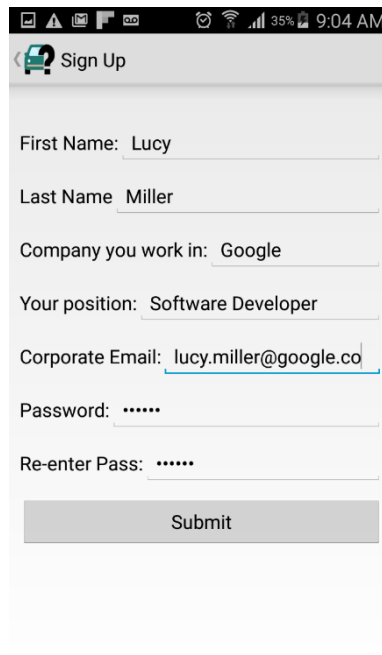 35% 9:04 AM
Sign Up
First Name: Lucy
Last Name Miller
Company you work in: Google
Your position: Software Developer
Corporate Email: lucy.miller@google.co
Password: ••••••
Re-enter Pass: ••••••
Submit